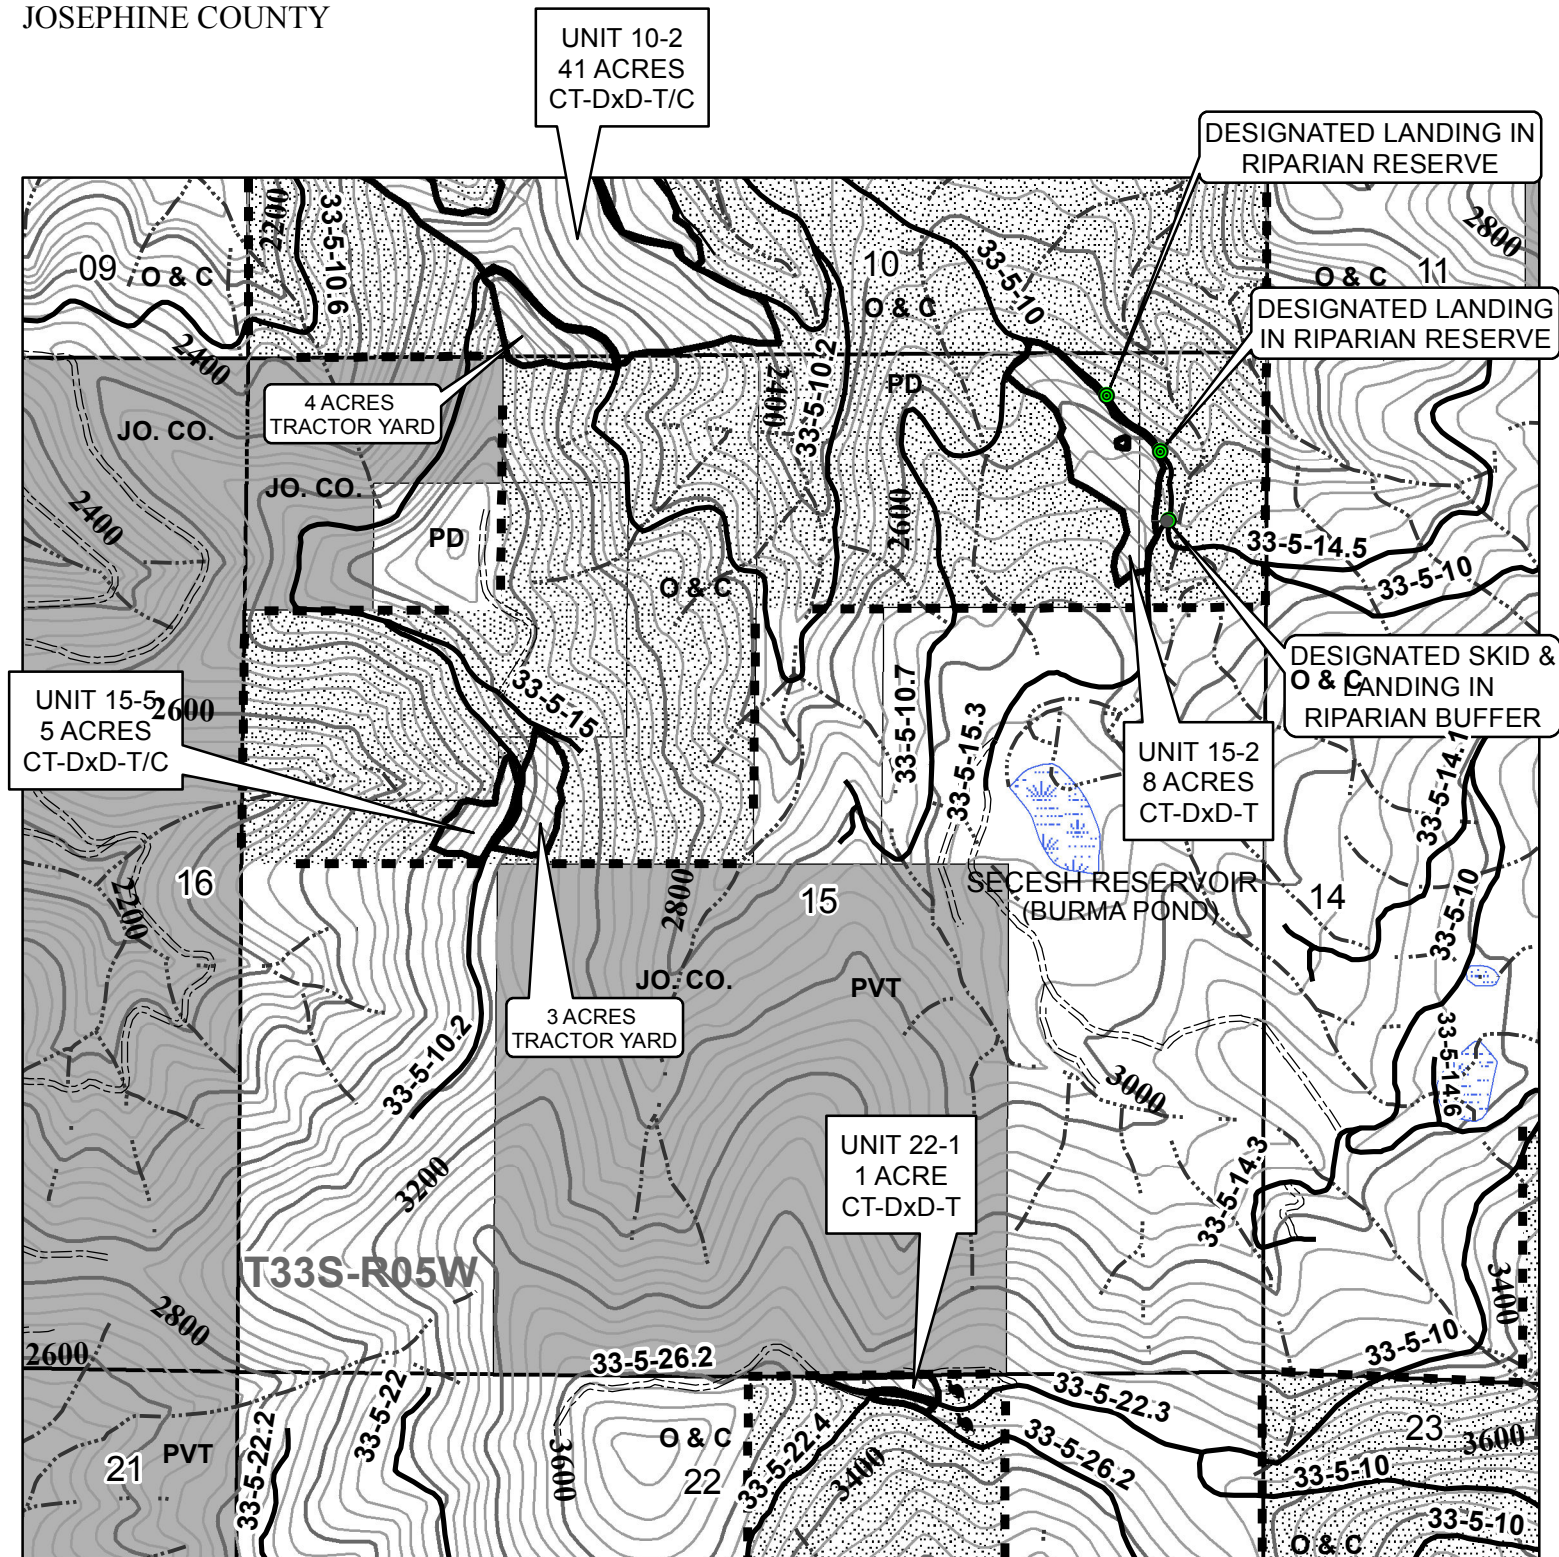 JOSEPHINE COUNTY
UNIT 10-2
41 ACRES
CT-DxD-T/C
DESIGNATED LANDING IN
RIPARIAN RESERVE
2200
33-5-10.6
09
O & C
10
O & C
33-5-10
2800
O & C
11
DESIGNATED LANDING
IN RIPARIAN RESERVE
2400
33-5-10.2
2400
PD
4 ACRES
TRACTOR YARD
JO. CO.
JO. CO.
2400
PD
2600
O & C
33-5-14.5
33-5-10
DESIGNATED SKID &
LANDING IN
RIPARIAN BUFFER
O & C
UNIT 15-5
5 ACRES
CT-DxD-T/C
2600
33-5-15
33-5-10.7
33-5-15.3
UNIT 15-2
8 ACRES
CT-DxD-T
33-5-14.1
16
2200
2800
15
SECESH RESERVOIR
(BURMA POND)
14
33-5-10
JO. CO.
PVT
3 ACRES
TRACTOR YARD
33-5-10.2
33-5-14.6
3000
UNIT 22-1
1 ACRE
CT-DxD-T
3200
33-5-14.3
T33S-R05W
3400
2800
2600
33-5-26.2
33-5-10
33-5-22
33-5-22.3
33-5-22.2
PVT
21
3600
O & C
22
33-5-22.4
3400
33-5-26.2
23
3600
33-5-10
33-5-10
O & C